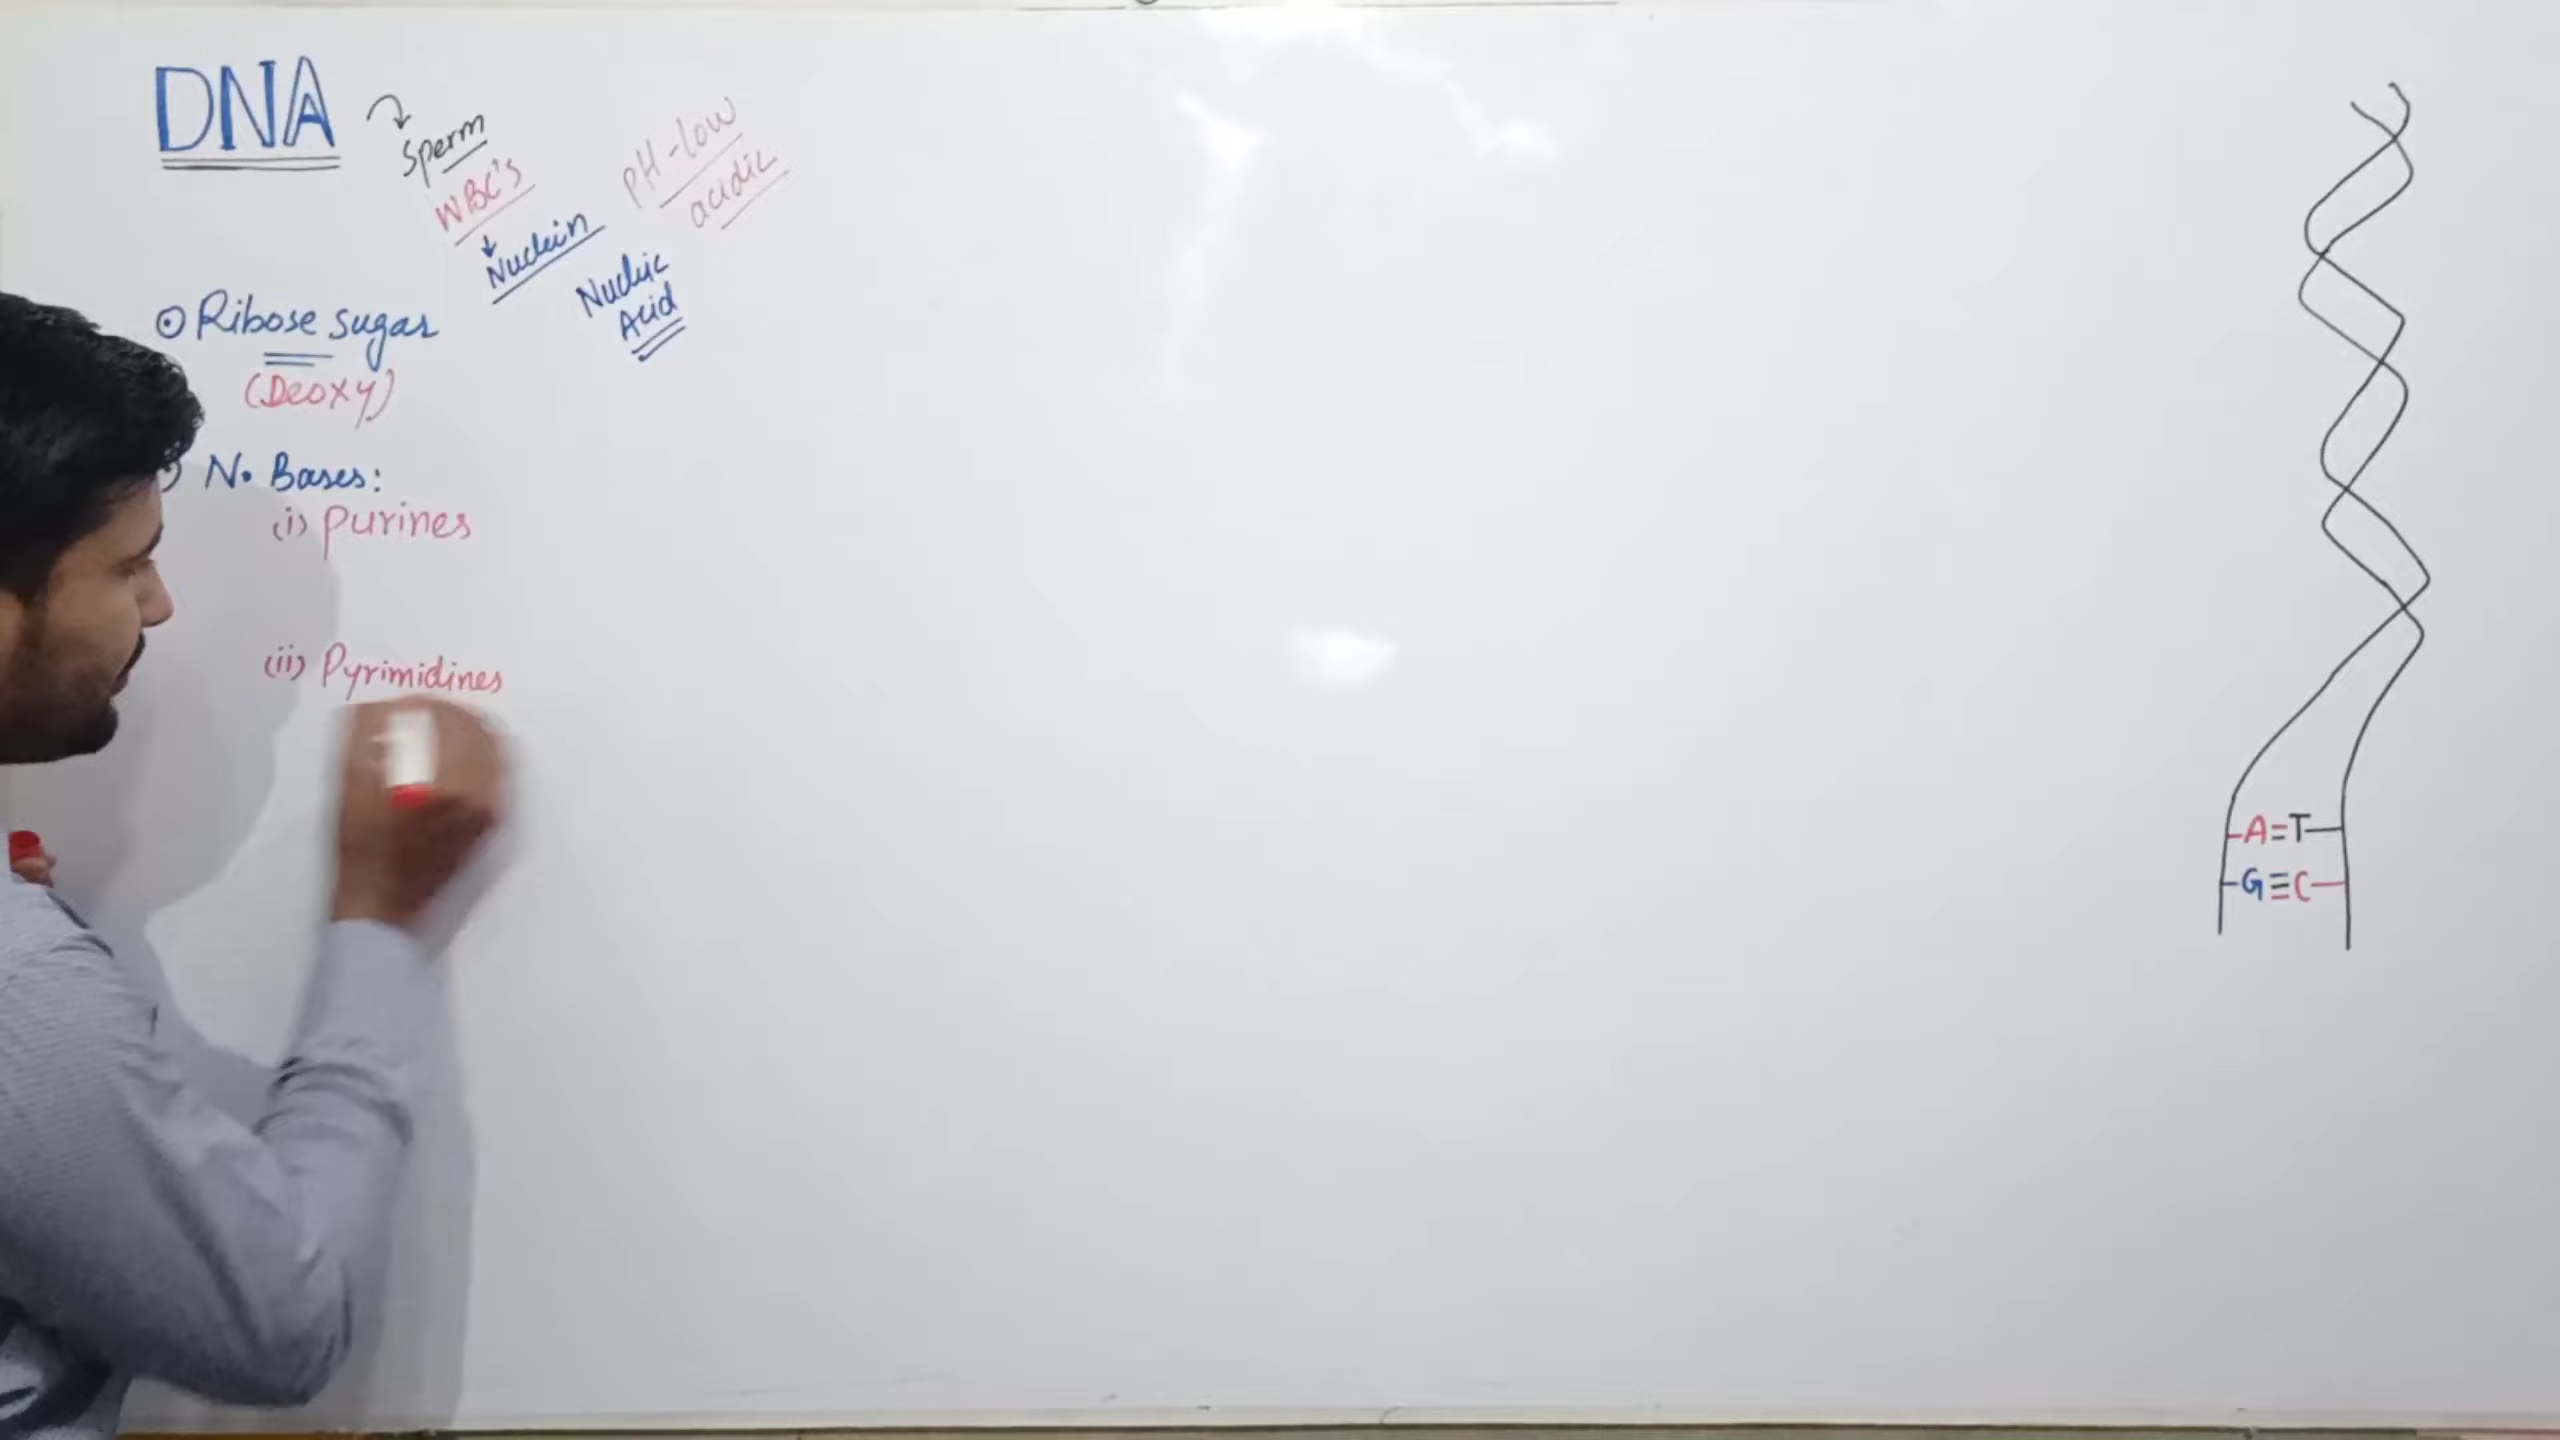 DNA
Sperm
WBC's
Nuclein
pH-low
acidic
Nucleic
Acid
Ribose sugar
(Deoxy)
N. Bases:
(i) Purines
(ii) Pyrimidines
A=T
G≡C